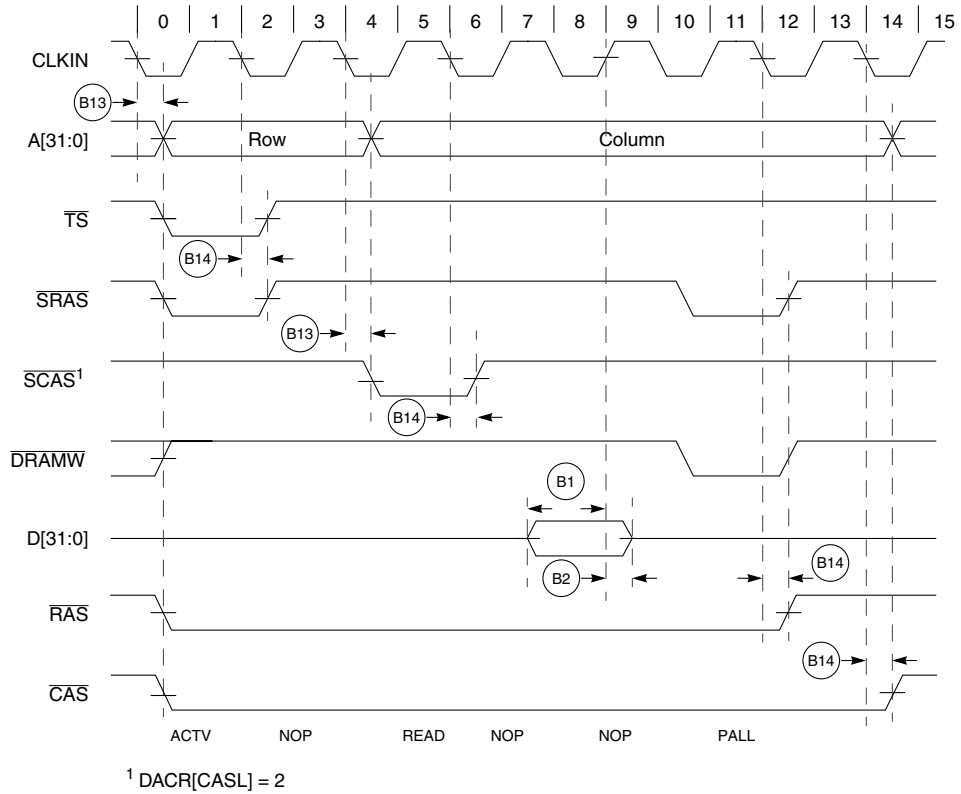 0 1 2 3 4 5 6 7 8 9 10 11 12 13 14 15
CLKIN
B13
A[31:0] Row Column
TS
B14
SRAS
B13
SCAS¹
B14
DRAMW
B1
D[31:0]
B2 B14
RAS
B14
CAS
ACTV NOP READ NOP NOP PALL
¹ DACR[CASL] = 2